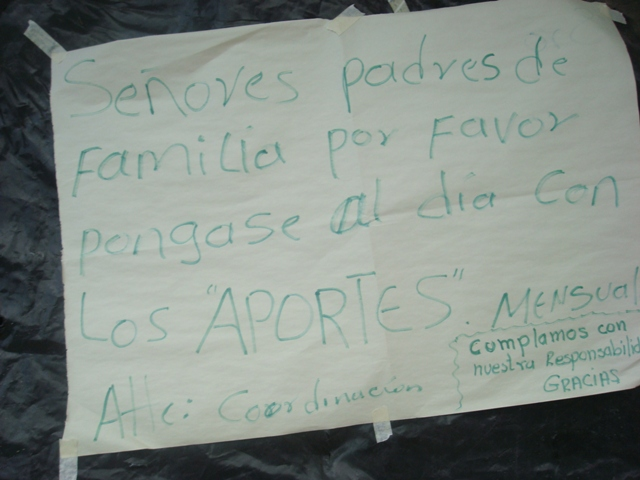 Señores padres de
Familia por Favor
pongase al dia con
Los "APORTES". MENSUAL
Cumplamos con
nuestra Responsabilid
GRACIAS
Att: Coordinación